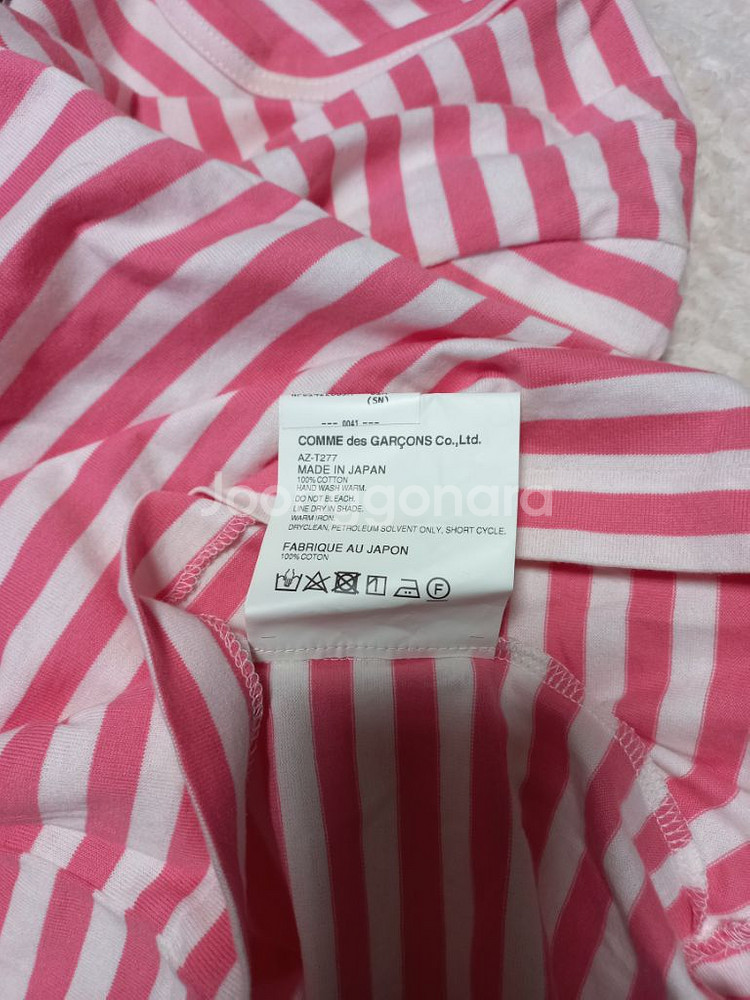 (SN)
--- 0041 ---
COMME des GARÇONS Co.,Ltd.
AZ-T277
MADE IN JAPAN
100% COTTON
HAND WASH WARM.
DO NOT BLEACH.
LINE DRY IN SHADE.
WARM IRON.
DRYCLEAN, PETROLEUM SOLVENT ONLY, SHORT CYCLE.
FABRIQUE AU JAPON
100% COTON
F
Joonggonara